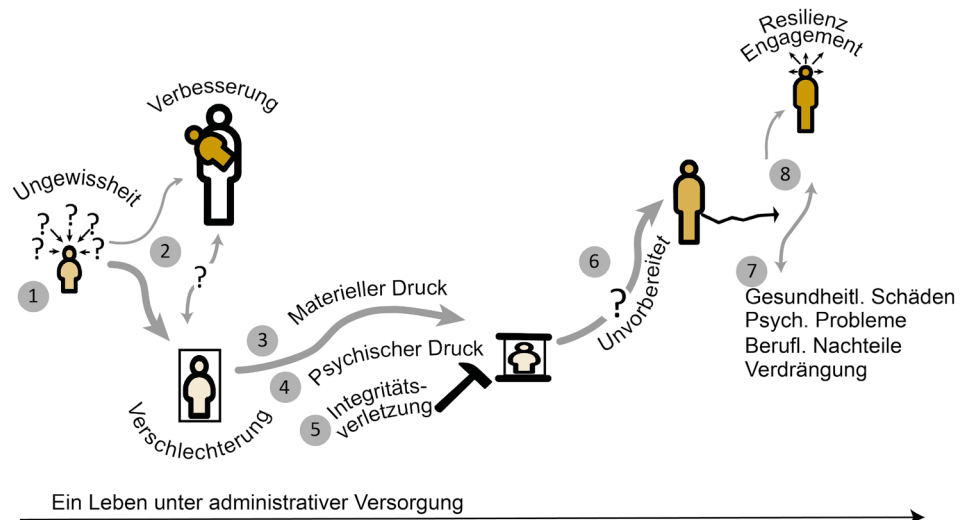 Resilienz
Engagement
Verbesserung
Ungewissheit
? ? ? ? ?
1
2
?
3
Materieller Druck
4
Psychischer Druck
5
Integritäts-
verletzung
Verschlechterung
6
?
Unvorbereitet
8
7
Gesundheitl. Schäden
Psych. Probleme
Berufl. Nachteile
Verdrängung
Ein Leben unter administrativer Versorgung